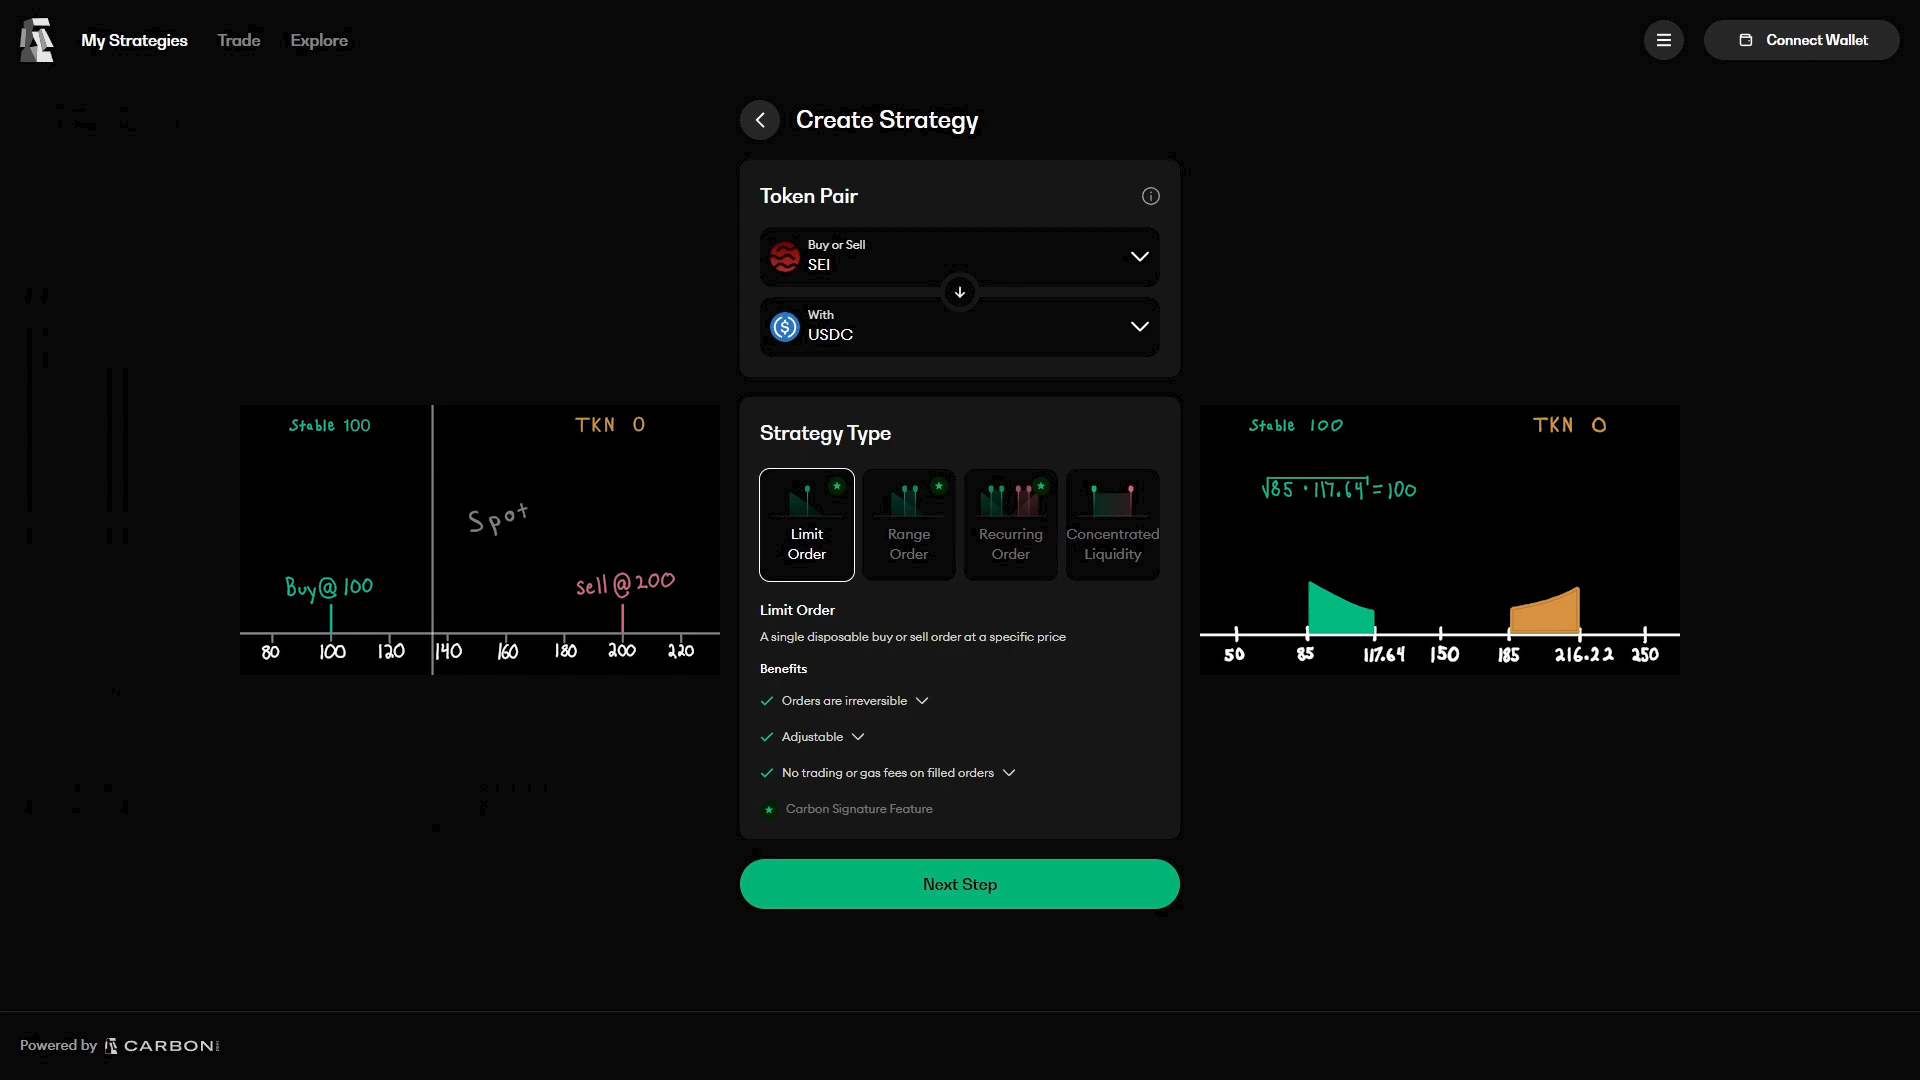 My Strategies
Trade
Explore
Connect Wallet
Create Strategy
Token Pair
Buy or Sell
SEI
With
USDC
Stable 100
TKN 0
Spot
Buy@100
Sell@200
80 100 120 140 160 180 200 220
Strategy Type
Limit
Order
Range
Order
Recurring
Order
Concentrated
Liquidity
Limit Order
A single disposable buy or sell order at a specific price
Benefits
Orders are irreversible
Adjustable
No trading or gas fees on filled orders
Carbon Signature Feature
Next Step
Stable 100
TKN 0
√85 · 117.64 = 100
50 85 117.64 150 185 216.22 250
Powered by CARBON